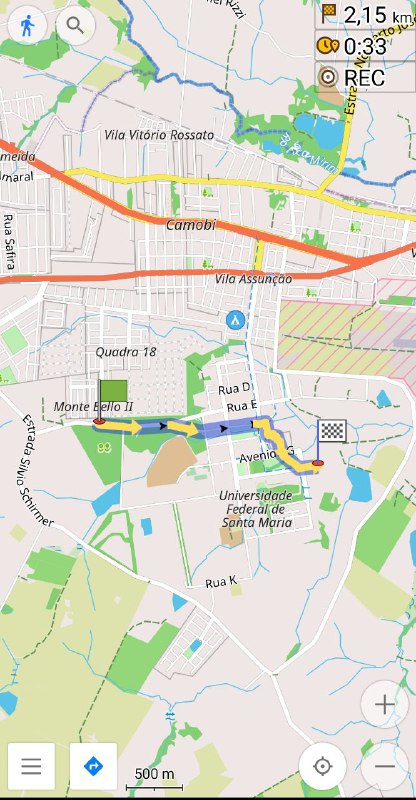 2,15 km
0:33
REC
Vila Vitório Rossato
meida
Camobi
Rua Safira
Vila Assunção
Quadra 18
Rua D
Monte Bello II
Rua E
Estrada Silvio Schirmer
Universidade
Federal de
Santa Maria
Rua K
500 m